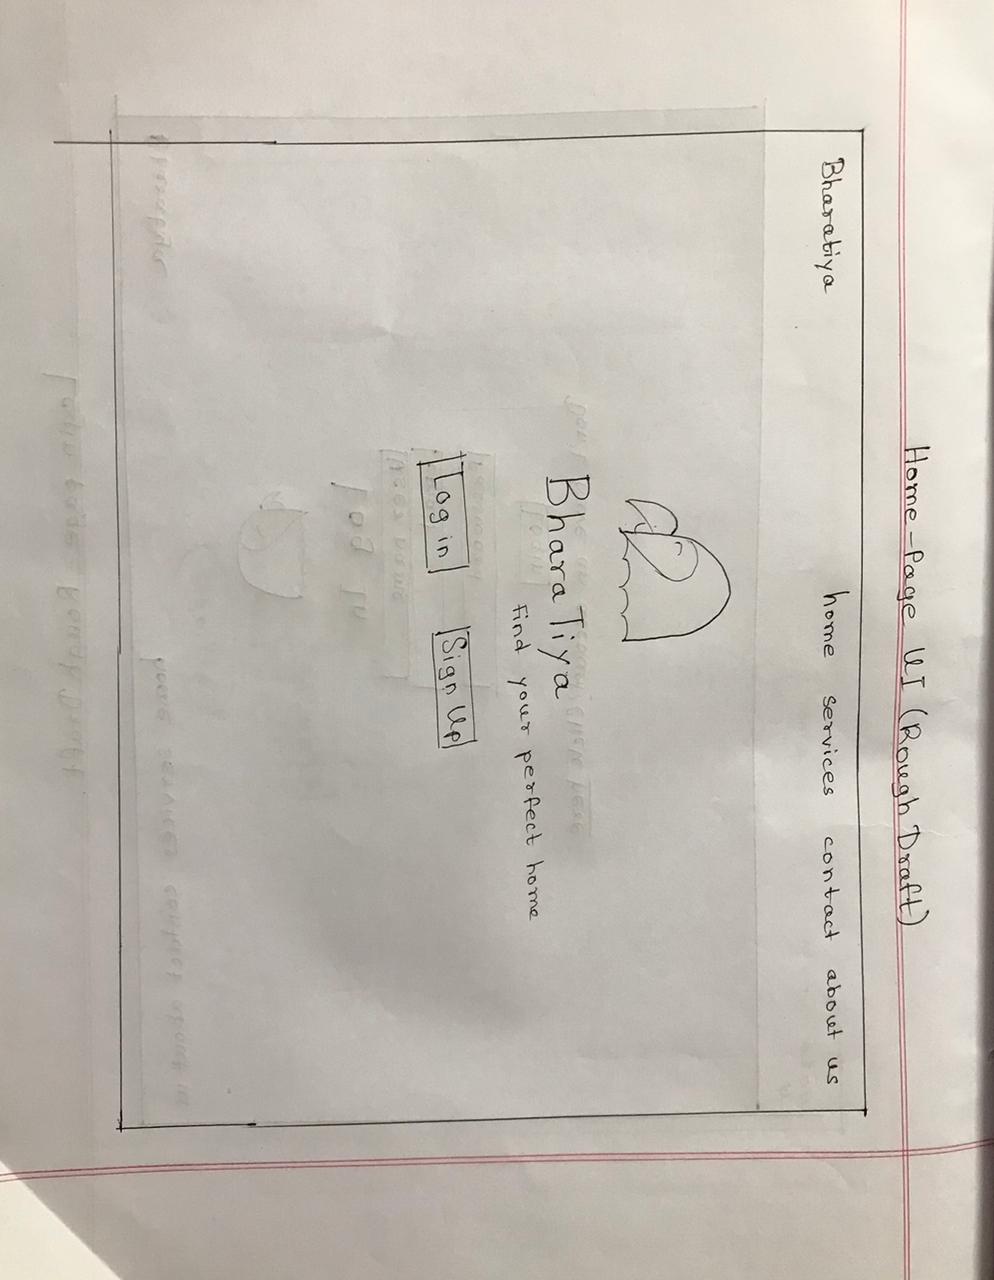 Home-Page UI (Rough Draft)
Bharatiya home services contact about us
BharaTiya
Find your perfect home
Log in Sign Up